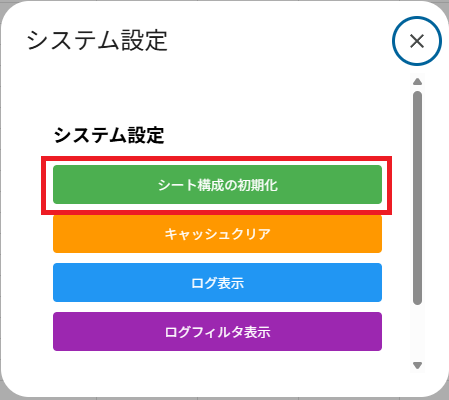 システム設定
システム設定
シート構成の初期化
キャッシュクリア
ログ表示
ログフィルタ表示